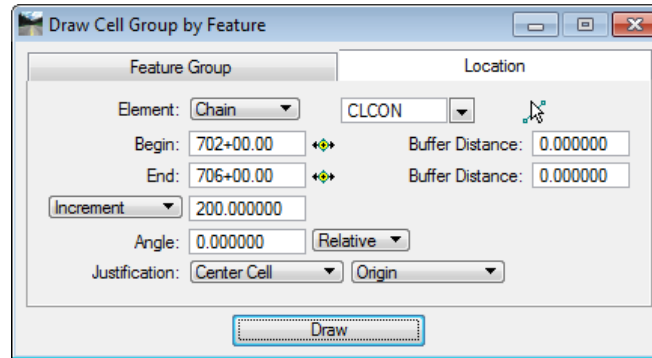 Draw Cell Group by Feature
Feature Group Location
Element: Chain CLCON
Begin: 702+00.00 Buffer Distance: 0.000000
End: 706+00.00 Buffer Distance: 0.000000
Increment 200.000000
Angle: 0.000000 Relative
Justification: Center Cell Origin
Draw